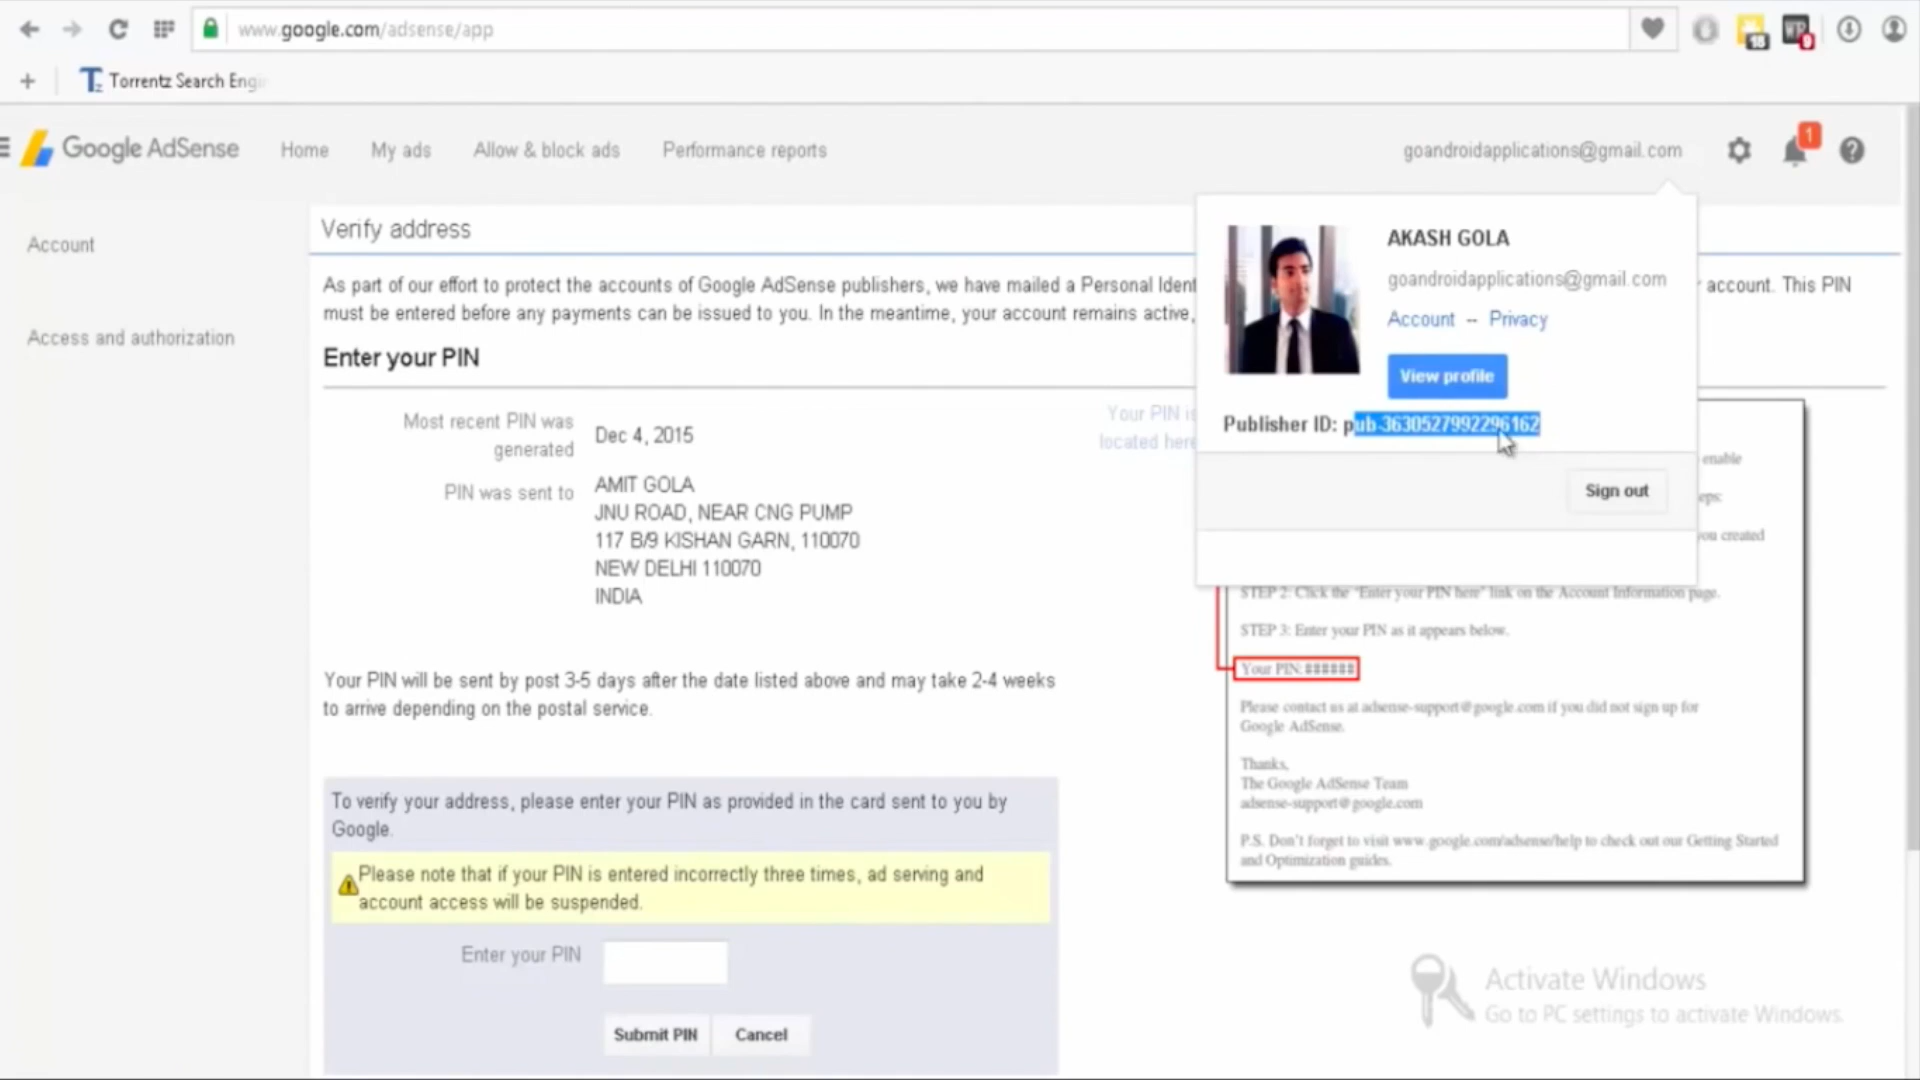 www.google.com/adsense/app
18
+
Torrentz Search Engi
Google AdSense
Home
My ads
Allow & block ads
Performance reports
goandroidapplications@gmail.com
1
Account
Access and authorization
Verify address
As part of our effort to protect the accounts of Google AdSense publishers, we have mailed a Personal Ident
account. This PIN
must be entered before any payments can be issued to you. In the meantime, your account remains active,
Enter your PIN
Most recent PIN was
generated
Dec 4, 2015
PIN was sent to
AMIT GOLA
JNU ROAD, NEAR CNG PUMP
117 B/9 KISHAN GARN, 110070
NEW DELHI 110070
INDIA
Your PIN is
located here
AKASH GOLA
goandroidapplications@gmail.com
Account -- Privacy
View profile
Publisher ID: pub-3630527992296162
Sign out
enable
eps:
you created
STEP 2: Click the "Enter your PIN here" link on the Account Information page.
STEP 3: Enter your PIN as it appears below.
Your PIN: ######
Please contact us at adsense-support@google.com if you did not sign up for
Google AdSense.
Thanks,
The Google AdSense Team
adsense-support@google.com
P.S. Don't forget to visit www.google.com/adsense/help to check out our Getting Started
and Optimization guides.
Your PIN will be sent by post 3-5 days after the date listed above and may take 2-4 weeks
to arrive depending on the postal service.
To verify your address, please enter your PIN as provided in the card sent to you by
Google.
Please note that if your PIN is entered incorrectly three times, ad serving and
account access will be suspended.
Enter your PIN
Submit PIN
Cancel
Activate Windows
Go to PC settings to activate Windows.